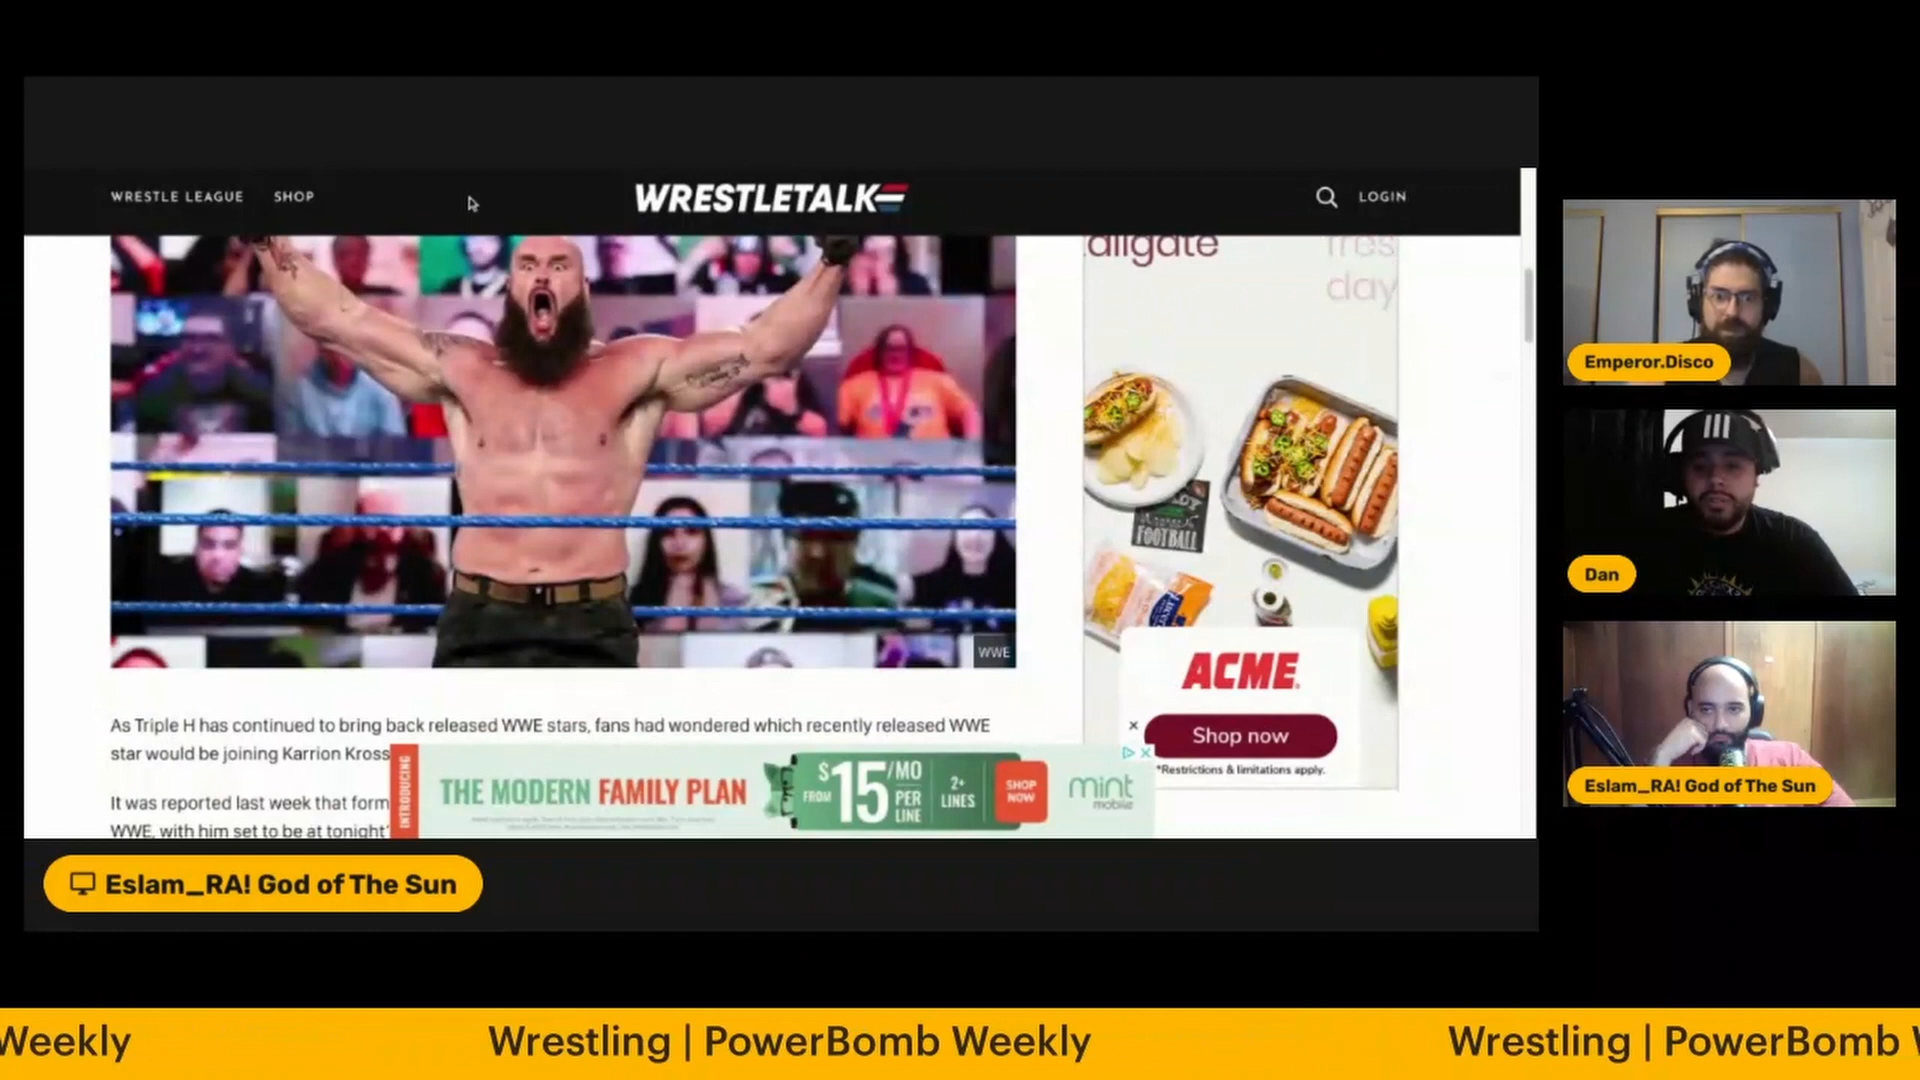 WRESTLE LEAGUE
SHOP
WRESTLETALK
LOGIN
ailgate
fres
day
FOOTBALL
WWE
ACME
Shop now
*Restrictions & limitations apply.
As Triple H has continued to bring back released WWE stars, fans had wondered which recently released WWE
star would be joining Karrion Kross
It was reported last week that form
WWE, with him set to be at tonight'
INTRODUCING
THE MODERN FAMILY PLAN
FROM $15/MO PER LINE
2+ LINES
SHOP NOW
mint mobile
Emperor.Disco
Dan
Eslam_RA! God of The Sun
Eslam_RA! God of The Sun
Weekly
Wrestling | PowerBomb Weekly
Wrestling | PowerBomb